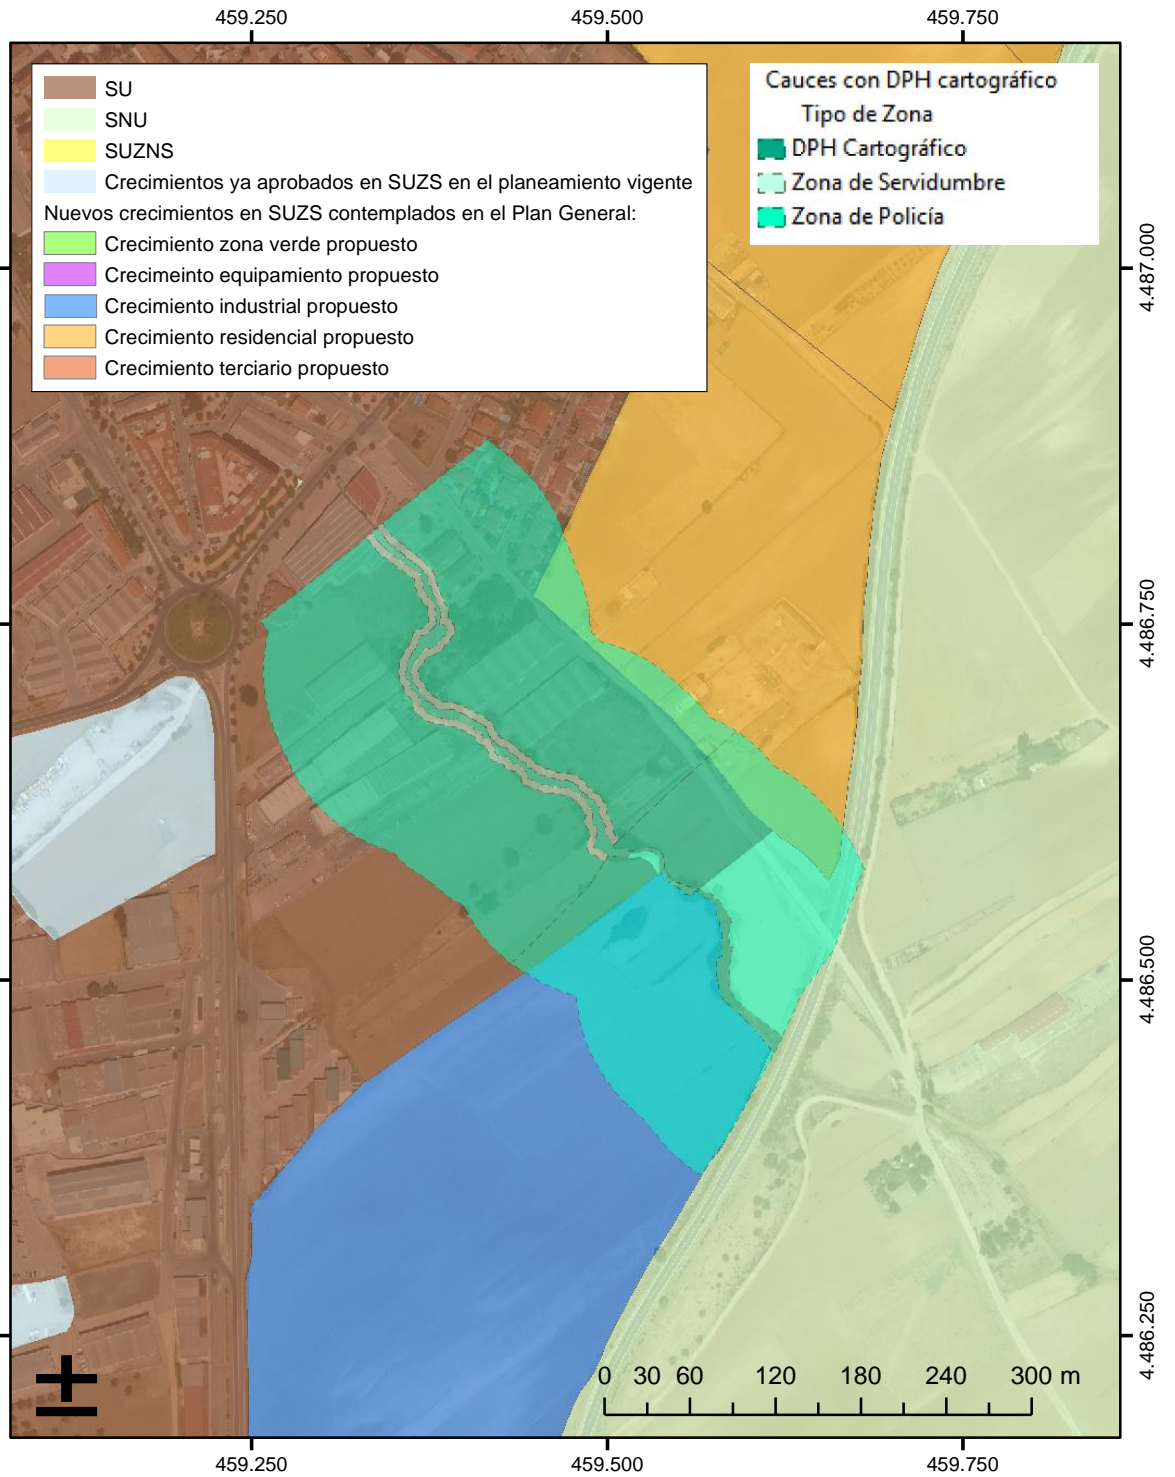 459.250
459.500
459.750
SU
SNU
SUZNS
Crecimientos ya aprobados en SUZS en el planeamiento vigente
Nuevos crecimientos en SUZS contemplados en el Plan General:
Crecimiento zona verde propuesto
Crecimeinto equipamiento propuesto
Crecimiento industrial propuesto
Crecimiento residencial propuesto
Crecimiento terciario propuesto
Cauces con DPH cartográfico
Tipo de Zona
DPH Cartográfico
Zona de Servidumbre
Zona de Policía
4.487.000
4.486.750
4.486.500
4.486.250
0 30 60 120 180 240 300 m
459.250
459.500
459.750